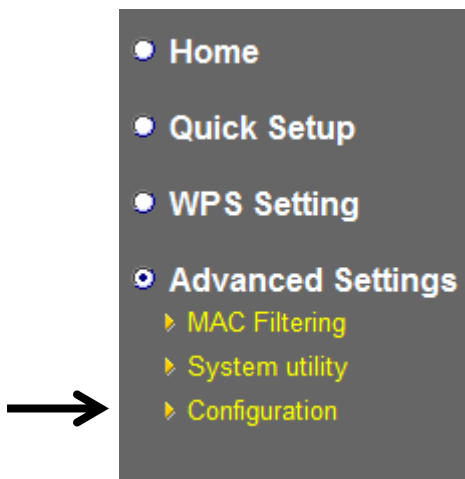 Home
Quick Setup
WPS Setting
Advanced Settings
MAC Filtering
System utility
Configuration